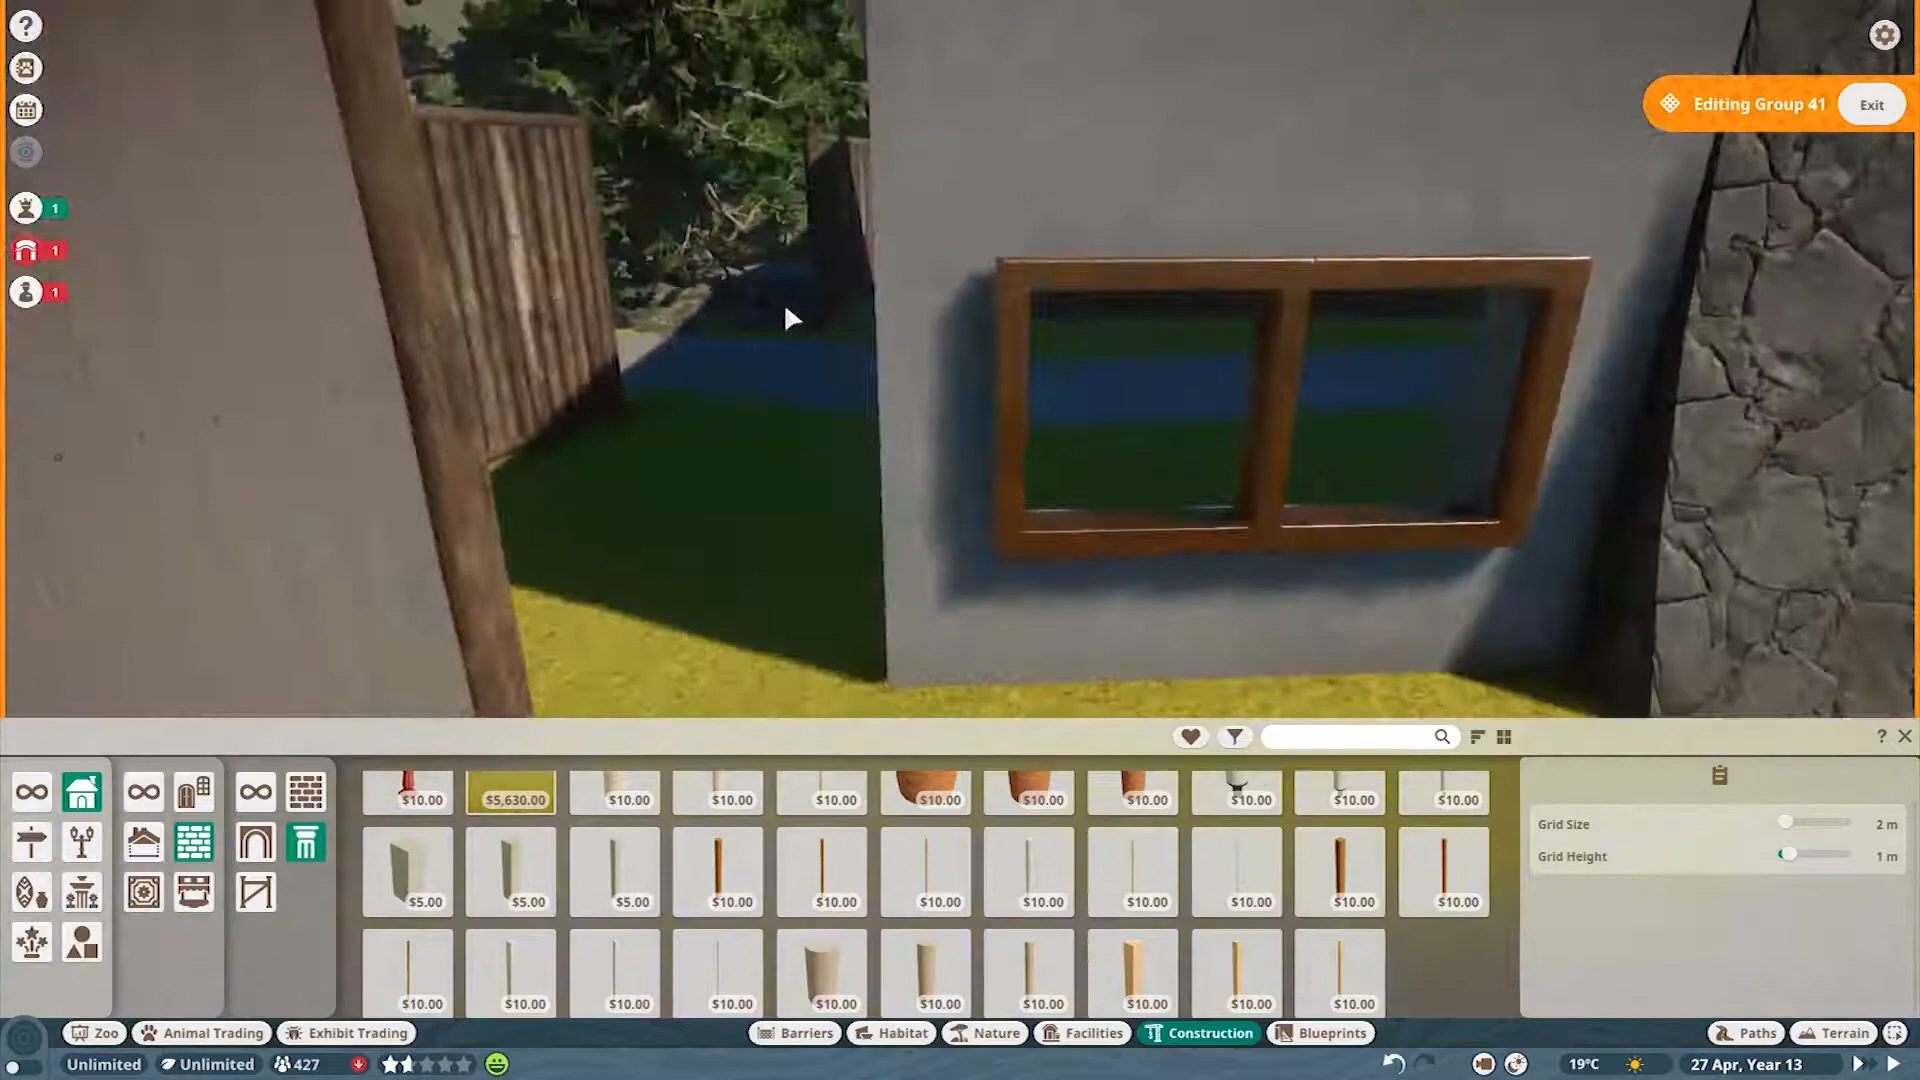 ?
Editing Group 41 Exit
1
1
1
?
$10.00 $5,630.00 $10.00 $10.00 $10.00 $10.00 $10.00 $10.00 $10.00 $10.00 $10.00
Grid Size 2 m
Grid Height 1 m
$5.00 $5.00 $5.00 $10.00 $10.00 $10.00 $10.00 $10.00 $10.00 $10.00 $10.00
$10.00 $10.00 $10.00 $10.00 $10.00 $10.00 $10.00 $10.00 $10.00 $10.00
Zoo Animal Trading Exhibit Trading Barriers Habitat Nature Facilities Construction Blueprints Paths Terrain
Unlimited Unlimited 427 19°C 27 Apr, Year 13